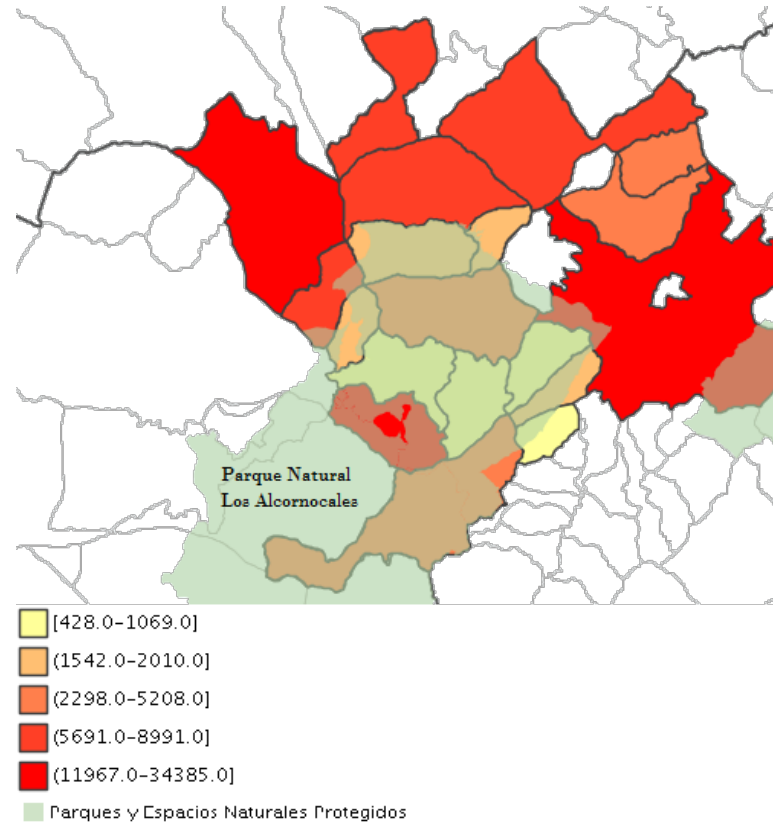 Parque Natural
Los Alcornocales
[428.0-1069.0]
(1542.0-2010.0]
(2298.0-5208.0]
(5691.0-8991.0]
(11967.0-34385.0]
Parques y Espacios Naturales Protegidos